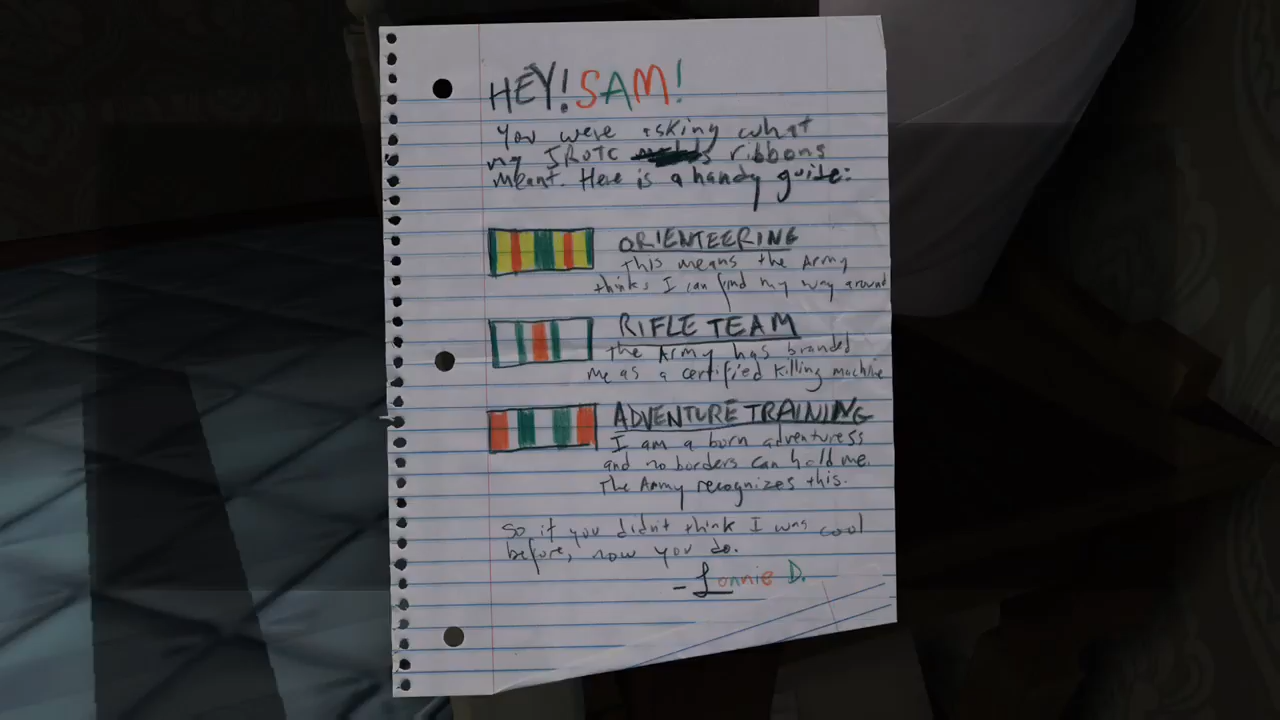 HEY! SAM!
You were asking what
my JROTC ribbons
meant. Here is a handy guide:
ORIENTEERING
This means the Army
thinks I can find my way around
RIFLE TEAM
The Army has branded
me as a certified killing machine
ADVENTURE TRAINING
I am a born adventuress
and no borders can hold me.
The Army recognizes this.
So if you didn't think I was cool
before, now you do.
- Lonnie D.